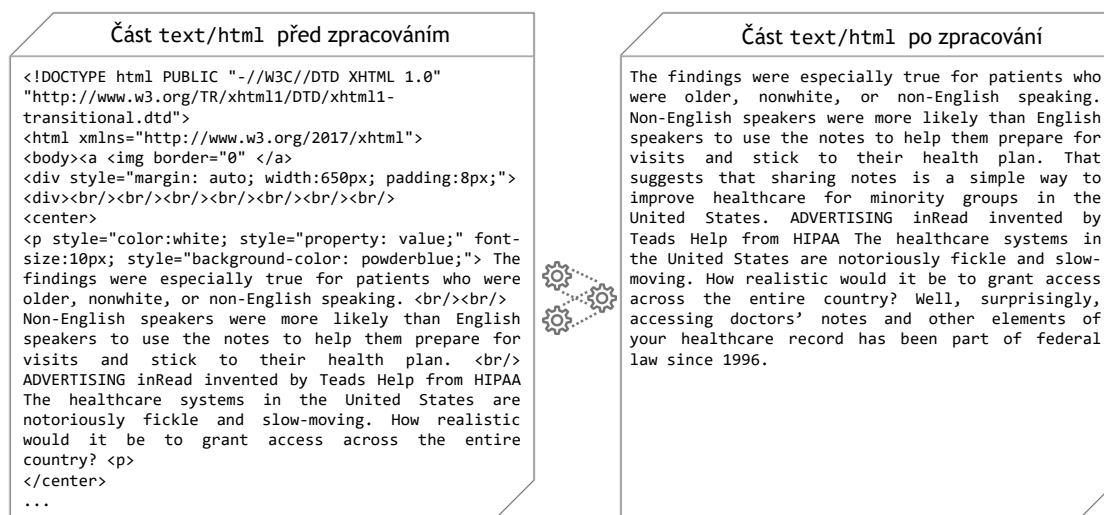 Část text/html před zpracováním
<!DOCTYPE html PUBLIC "-//W3C//DTD XHTML 1.0"
"http://www.w3.org/TR/xhtml1/DTD/xhtml1-
transitional.dtd">
<html xmlns="http://www.w3.org/2017/xhtml">
<body><a <img border="0" </a>
<div style="margin: auto; width:650px; padding:8px;">
<div><br/><br/><br/><br/><br/><br/><br/>
<center>
<p style="color:white; style="property: value;" font-
size:10px; style="background-color: powderblue;"> The
findings were especially true for patients who were
older, nonwhite, or non-English speaking. <br/><br/>
Non-English speakers were more likely than English
speakers to use the notes to help them prepare for
visits and stick to their health plan. <br/>
ADVERTISING inRead invented by Teads Help from HIPAA
The healthcare systems in the United States are
notoriously fickle and slow-moving. How realistic
would it be to grant access across the entire
country? <p>
</center>
...
Část text/html po zpracování
The findings were especially true for patients who
were older, nonwhite, or non-English speaking.
Non-English speakers were more likely than English
speakers to use the notes to help them prepare for
visits and stick to their health plan. That
suggests that sharing notes is a simple way to
improve healthcare for minority groups in the
United States. ADVERTISING inRead invented by
Teads Help from HIPAA The healthcare systems in
the United States are notoriously fickle and slow-
moving. How realistic would it be to grant access
across the entire country? Well, surprisingly,
accessing doctors’ notes and other elements of
your healthcare record has been part of federal
law since 1996.